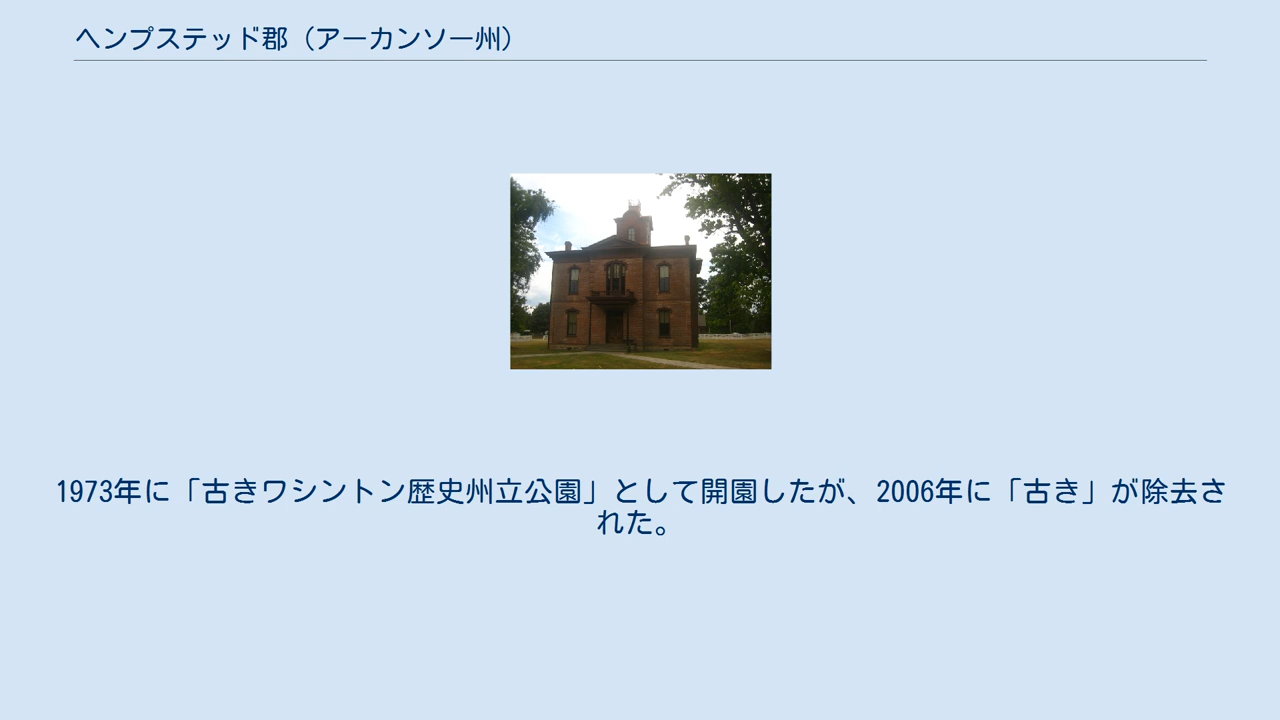 ヘンプステッド郡（アーカンソー州）
1973年に「古きワシントン歴史州立公園」として開園したが、2006年に「古き」が除去さ
れた。